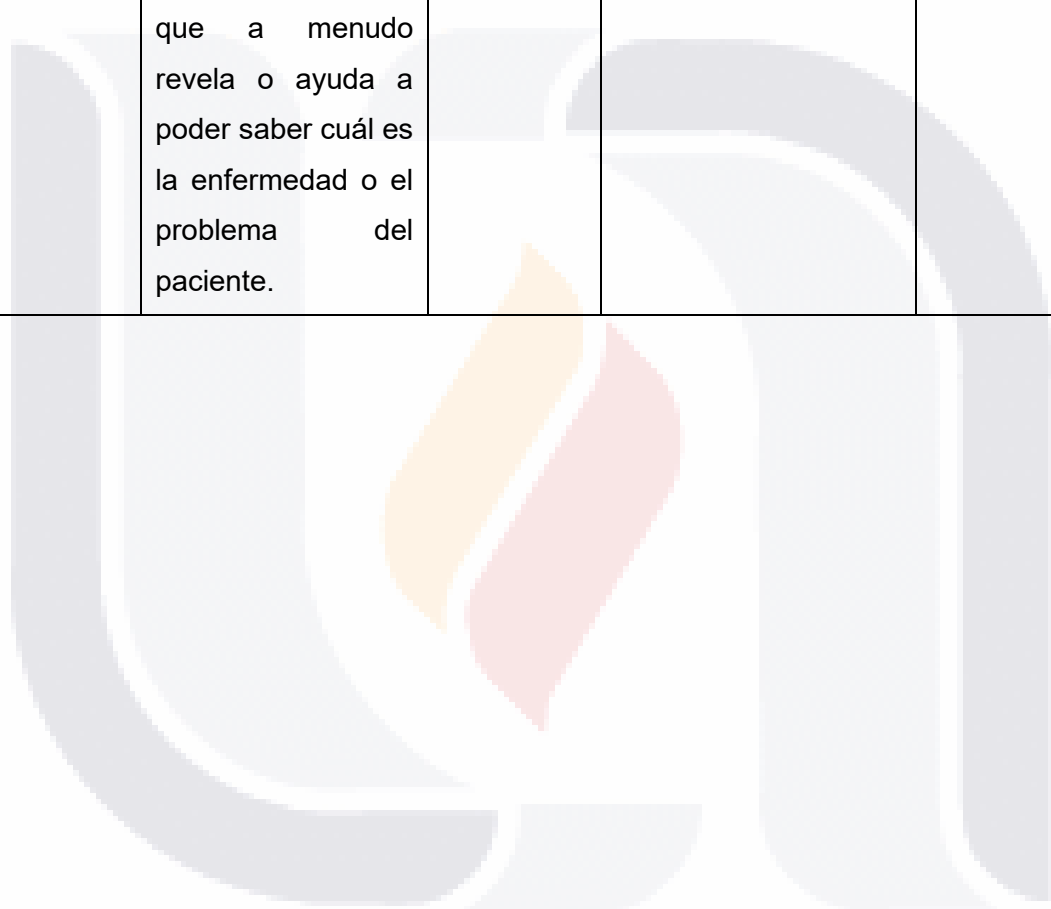 que a menudo
revela o ayuda a
poder saber cuál es
la enfermedad o el
problema del
paciente.